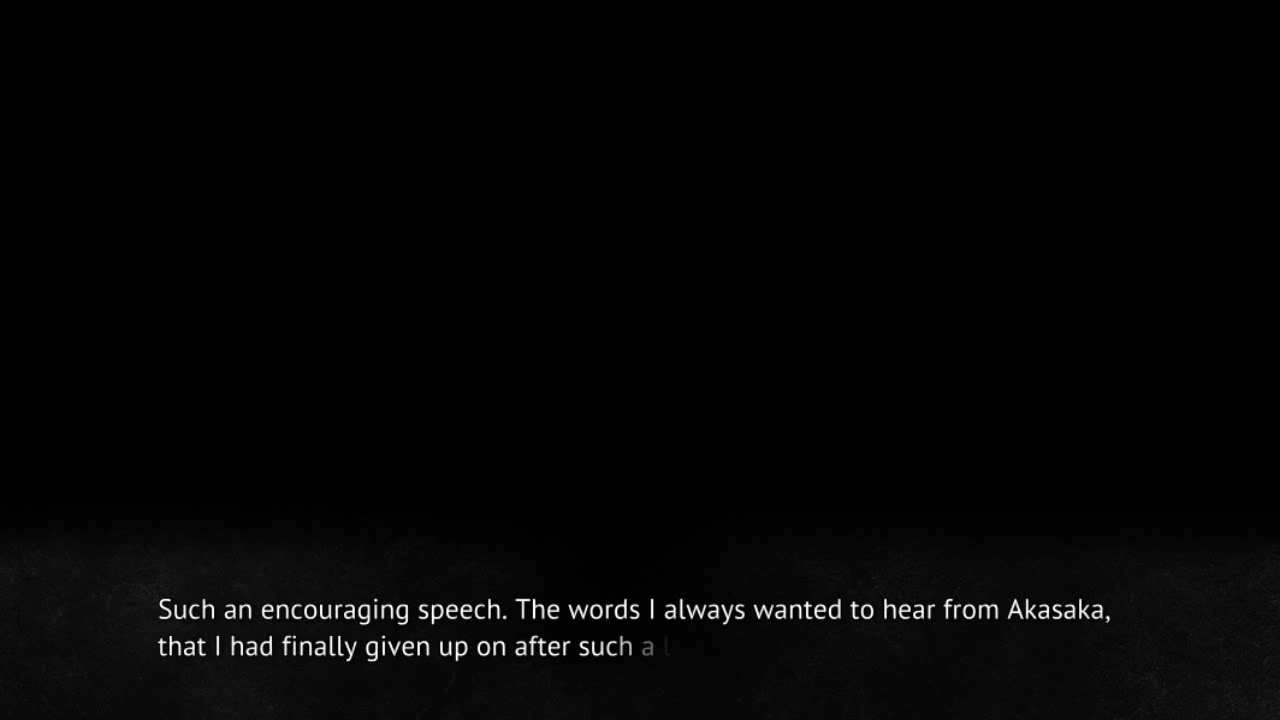 Such an encouraging speech. The words I always wanted to hear from Akasaka,
that I had finally given up on after such a l